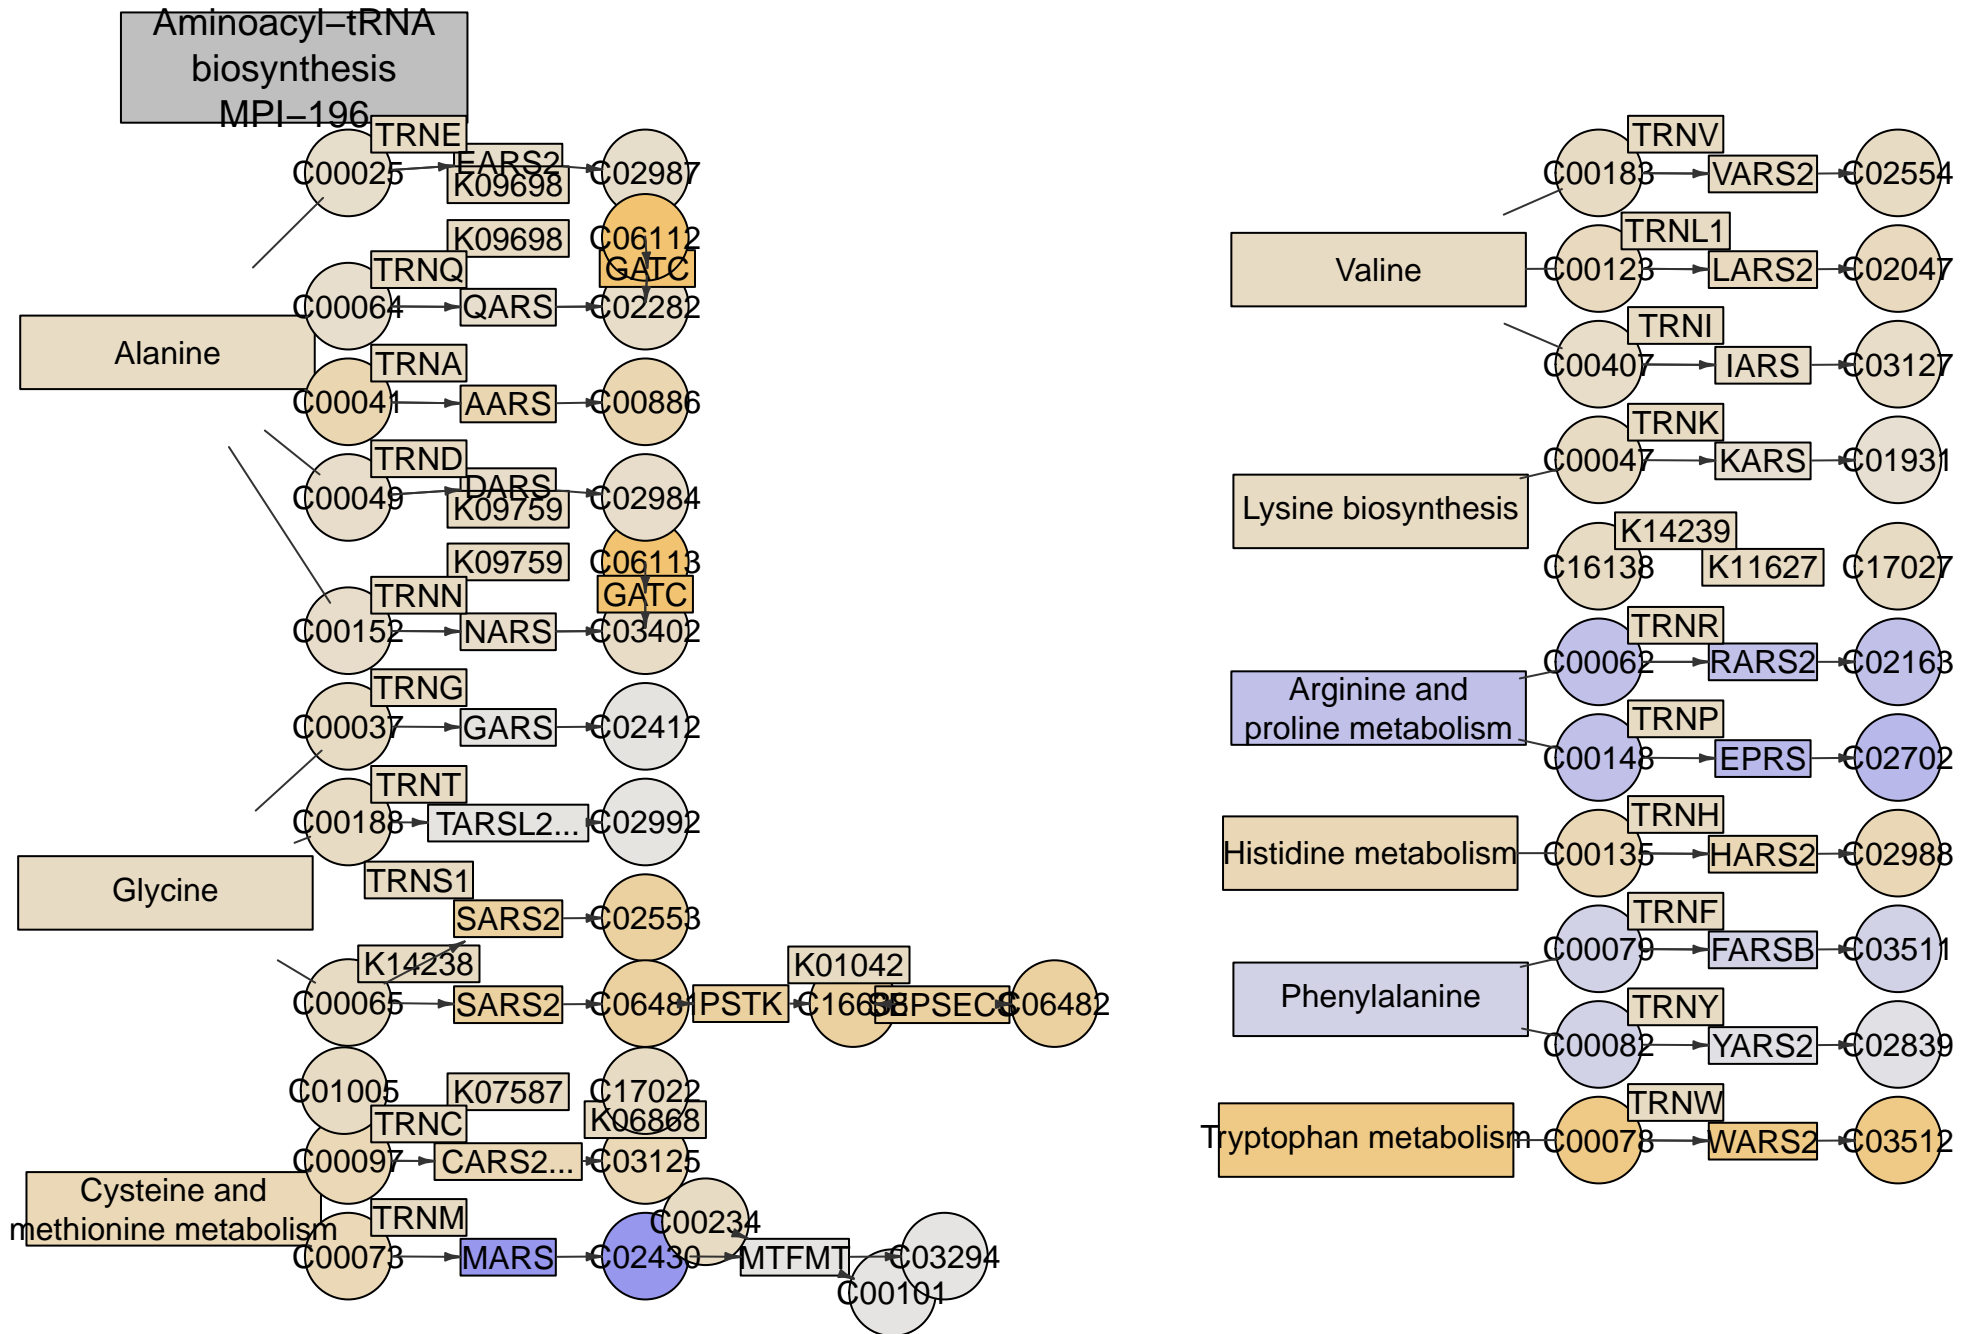 Aminoacyl−tRNA
biosynthesis
MPI−196
TRNE
C00025
EARS2
K09698
C02987
K09698
C06112
TRNQ
GATC
C00064
QARS
C02282
Alanine
TRNA
C00041
AARS
C00886
TRND
C00049
DARS
K09759
C02984
K09759
C06113
TRNN
GATC
C00152
NARS
C03402
TRNG
C00037
GARS
C02412
TRNT
C00188
TARSL2...
C02992
Glycine
TRNS1
SARS2
C02553
K14238
C00065
SARS2
C06481
PSTK
K01042
C16638
SEPSECS
C06482
C01005
K07587
C17022
TRNC
K06868
C00097
CARS2...
C03125
Cysteine and
methionine metabolism
TRNM
C00073
MARS
C02430
C00234
MTFMT
C03294
C00101
TRNV
C00183
VARS2
C02554
Valine
TRNL1
C00123
LARS2
C02047
TRNI
C00407
IARS
C03127
TRNK
C00047
KARS
C01931
Lysine biosynthesis
K14239
C16138
K11627
C17027
TRNR
C00062
RARS2
C02163
Arginine and
proline metabolism
TRNP
C00148
EPRS
C02702
TRNH
Histidine metabolism
C00135
HARS2
C02988
TRNF
C00079
FARSB
C03511
Phenylalanine
TRNY
C00082
YARS2
C02839
TRNW
Tryptophan metabolism
C00078
WARS2
C03512